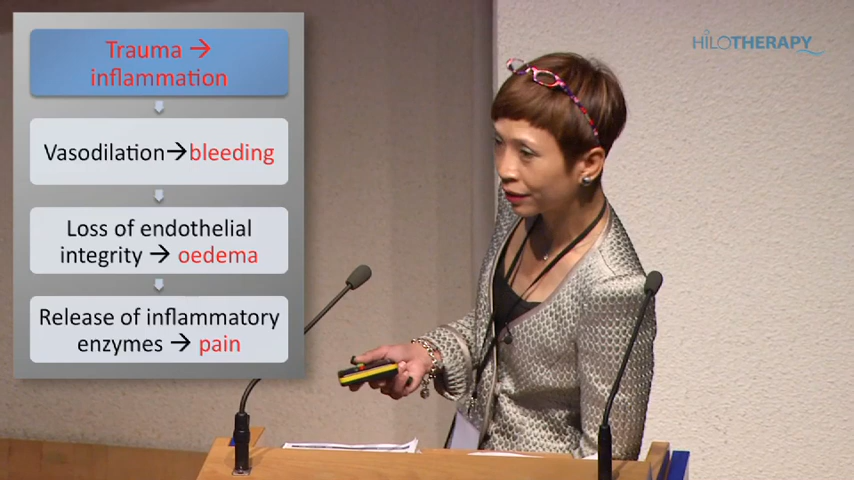 Trauma →
inflammation
Vasodilation→bleeding
Loss of endothelial
integrity → oedema
Release of inflammatory
enzymes → pain
HILOTHERAPY